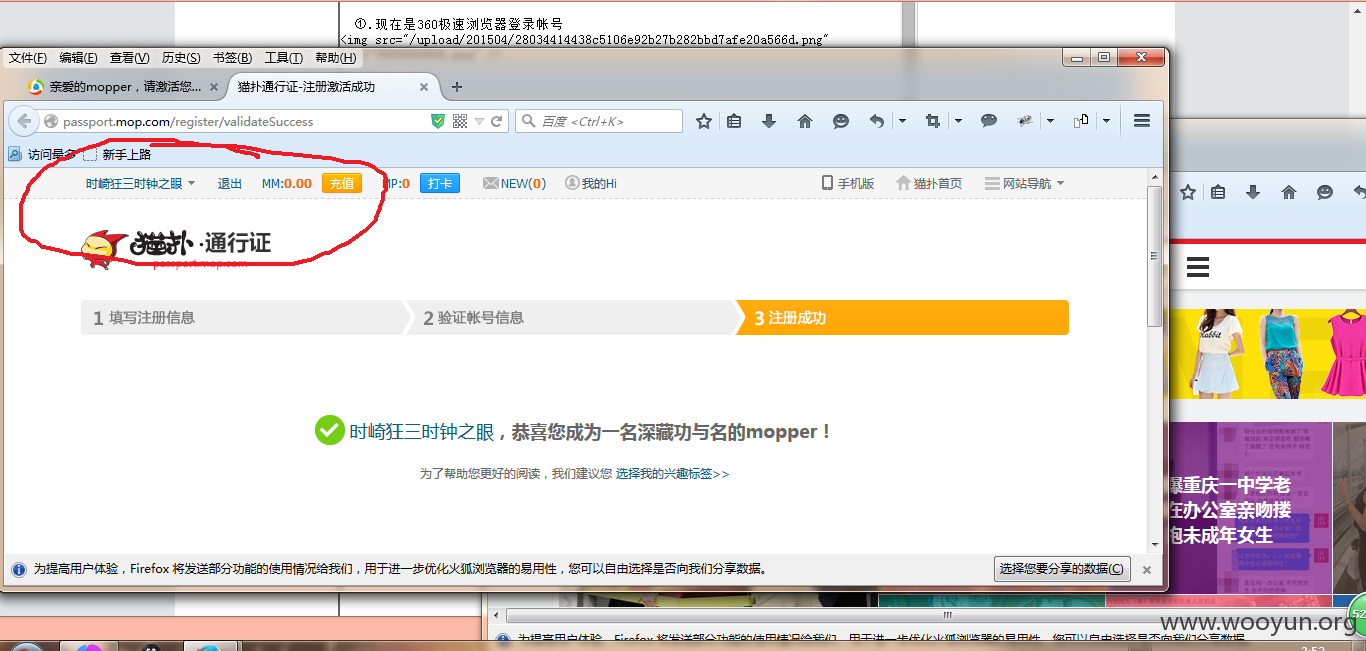 ①.现在是360极速浏览器登录帐号
<img src="/upload/201504/28034414438c5106e92b27b282bbd7afe20a566d.png"
文件(F) 编辑(E) 查看(V) 历史(S) 书签(B) 工具(T) 帮助(H)
亲爱的mopper，请激活您... 猫扑通行证-注册激活成功
passport.mop.com/register/validateSuccess 百度 <Ctrl+K>
访问最多 新手上路
时崎狂三时钟之眼 退出 MM:0.00 充值 MP:0 打卡 NEW(0) 我的Hi 手机版 猫扑首页 网站导航
猫扑·通行证
passport.mop.com
1 填写注册信息 2 验证帐号信息 3 注册成功
时崎狂三时钟之眼，恭喜您成为一名深藏功与名的mopper！
为了帮助您更好的阅读，我们建议您 选择我的兴趣标签>>
爆重庆一中学老
在办公室亲吻搂
抱未成年女生
为提高用户体验，Firefox 将发送部分功能的使用情况给我们，用于进一步优化火狐浏览器的易用性，您可以自由选择是否向我们分享数据。 选择您要分享的数据(C)
52
www.wooyun.org
为提高用户体验，Firefox 将发送部分功能的使用情况给我们，用于进一步优化火狐浏览器的易用性，您可以自由选择是否向我们分享数据
3:52